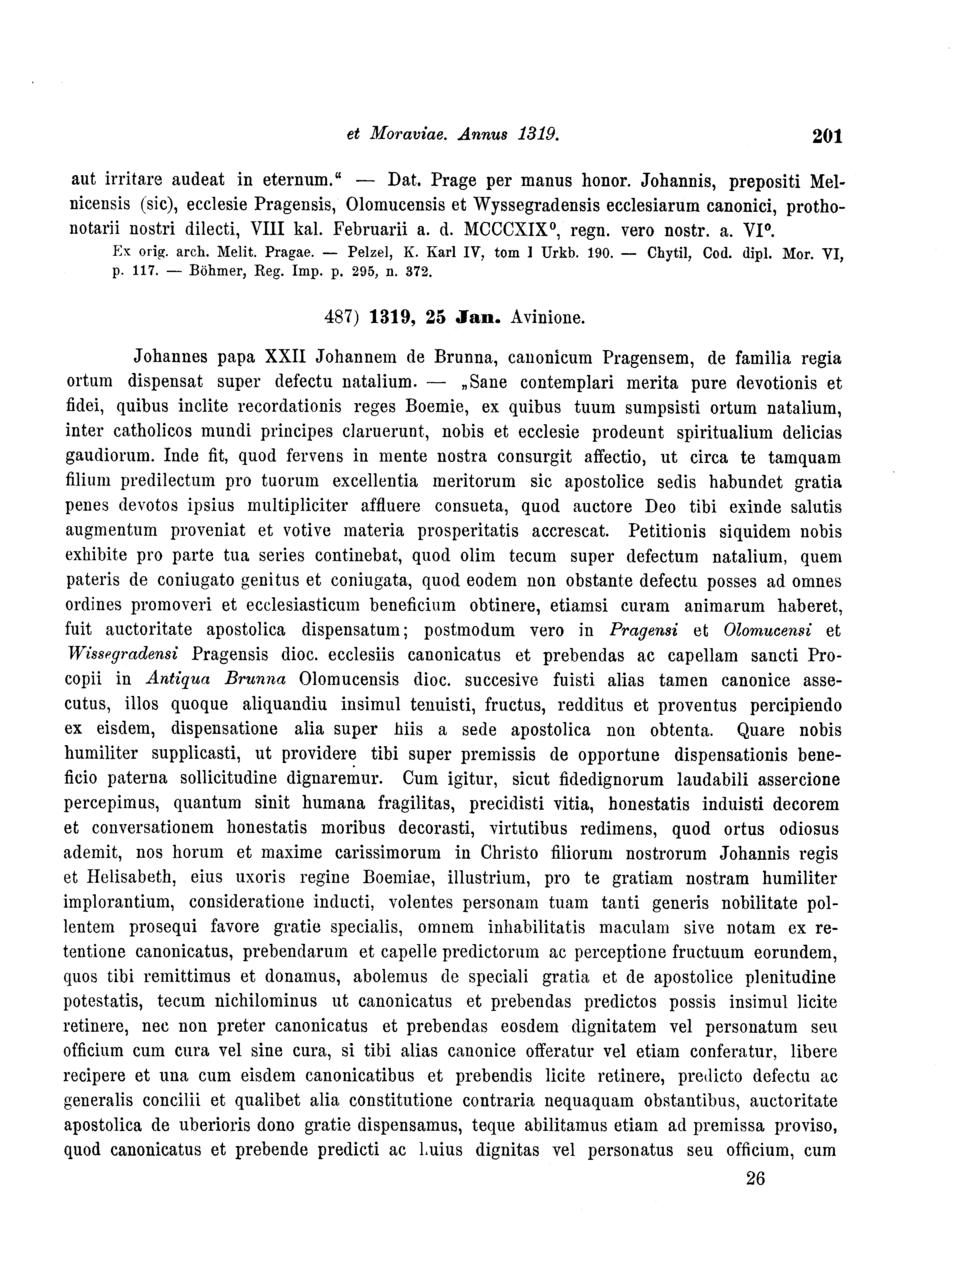 et Moraviae. Annus 1319. 201
aut irritare audeat in eternum.“ — Dat. Prage per manus honor. Johannis, prepositi Mel-
nicensis (sic), ecclesie Pragensis, Olomucensis et Wyssegradensis ecclesiarum canonici, protho-
notarii nostri dilecti, VIII kal. Februarii a. d. MCCCXIX⁰, regn. vero nostr. a. VI⁰.
Ex orig. arch. Melit. Pragae. — Pelzel, K. Karl IV, tom I Urkb. 190. — Chytil, Cod. dipl. Mor. VI,
p. 117. — Böhmer, Reg. Imp. p. 295, n. 372.
487) 1319, 25 Jan. Avinione.
Johannes papa XXII Johannem de Brunna, canonicum Pragensem, de familia regia
ortum dispensat super defectu natalium. — „Sane contemplari merita pure devotionis et
fidei, quibus inclite recordationis reges Boemie, ex quibus tuum sumpsisti ortum natalium,
inter catholicos mundi principes claruerunt, nobis et ecclesie prodeunt spiritualium delicias
gaudiorum. Inde fit, quod fervens in mente nostra consurgit affectio, ut circa te tamquam
filium predilectum pro tuorum excellentia meritorum sic apostolice sedis habundet gratia
penes devotos ipsius multipliciter affluere consueta, quod auctore Deo tibi exinde salutis
augmentum proveniat et votive materia prosperitatis accrescat. Petitionis siquidem nobis
exhibite pro parte tua series continebat, quod olim tecum super defectum natalium, quem
pateris de coniugato genitus et coniugata, quod eodem non obstante defectu posses ad omnes
ordines promoveri et ecclesiasticum beneficium obtinere, etiamsi curam animarum haberet,
fuit auctoritate apostolica dispensatum; postmodum vero in Pragensi et Olomucensi et
Wissegradensi Pragensis dioc. ecclesiis canonicatus et prebendas ac capellam sancti Pro-
copii in Antiqua Brunna Olomucensis dioc. succesive fuisti alias tamen canonice asse-
cutus, illos quoque aliquandiu insimul tenuisti, fructus, redditus et proventus percipiendo
ex eisdem, dispensatione alia super hiis a sede apostolica non obtenta. Quare nobis
humiliter supplicasti, ut providere tibi super premissis de opportune dispensationis bene-
ficio paterna sollicitudine dignaremur. Cum igitur, sicut fidedignorum laudabili assercione
percepimus, quantum sinit humana fragilitas, precidisti vitia, honestatis induisti decorem
et conversationem honestatis moribus decorasti, virtutibus redimens, quod ortus odiosus
ademit, nos horum et maxime carissimorum in Christo filiorum nostrorum Johannis regis
et Helisabeth, eius uxoris regine Boemiae, illustrium, pro te gratiam nostram humiliter
implorantium, consideratione inducti, volentes personam tuam tanti generis nobilitate pol-
lentem prosequi favore gratie specialis, omnem inhabilitatis maculam sive notam ex re-
tentione canonicatus, prebendarum et capelle predictorum ac perceptione fructuum eorundem,
quos tibi remittimus et donamus, abolemus de speciali gratia et de apostolice plenitudine
potestatis, tecum nichilominus ut canonicatus et prebendas predictos possis insimul licite
retinere, nec non preter canonicatus et prebendas eosdem dignitatem vel personatum seu
officium cum cura vel sine cura, si tibi alias canonice offeratur vel etiam conferatur, libere
recipere et una cum eisdem canonicatibus et prebendis licite retinere, predicto defectu ac
generalis concilii et qualibet alia constitutione contraria nequaquam obstantibus, auctoritate
apostolica de uberioris dono gratie dispensamus, teque abilitamus etiam ad premissa proviso,
quod canonicatus et prebende predicti ac huius dignitas vel personatus seu officium, cum
26